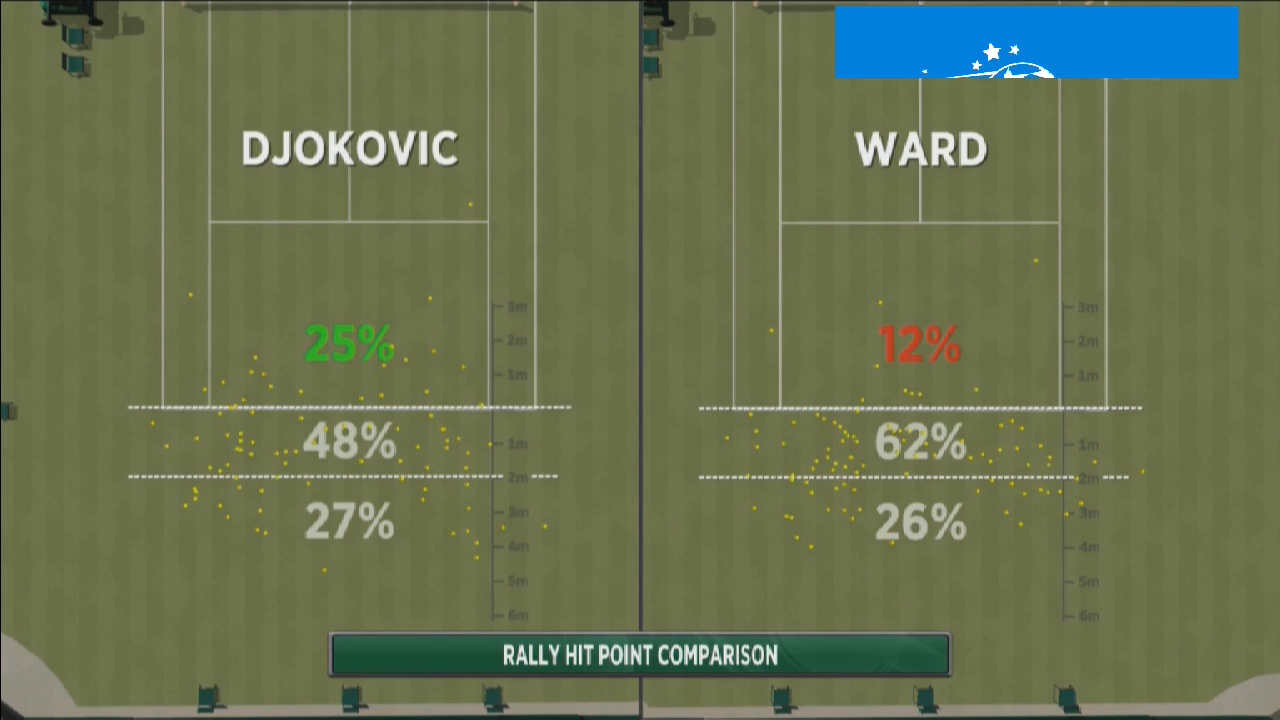 DJOKOVIC
WARD
3m
2m
25%
1m
48%
1m
2m
27%
3m
4m
5m
6m
3m
2m
12%
1m
62%
1m
2m
26%
3m
4m
5m
6m
RALLY HIT POINT COMPARISON